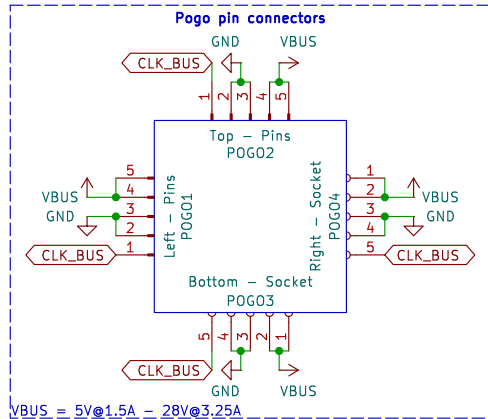 Pogo pin connectors
GND VBUS
CLK_BUS
1 2 3 4 5
Top – Pins
POGO2
5
4
3
2
1
VBUS
GND
CLK_BUS
Left – Pins
POGO1
Right – Socket
POGO4
1
2
3
4
5
VBUS
GND
CLK_BUS
Bottom – Socket
POGO3
5 4 3 2 1
CLK_BUS
GND VBUS
VBUS = 5V@1.5A – 28V@3.25A